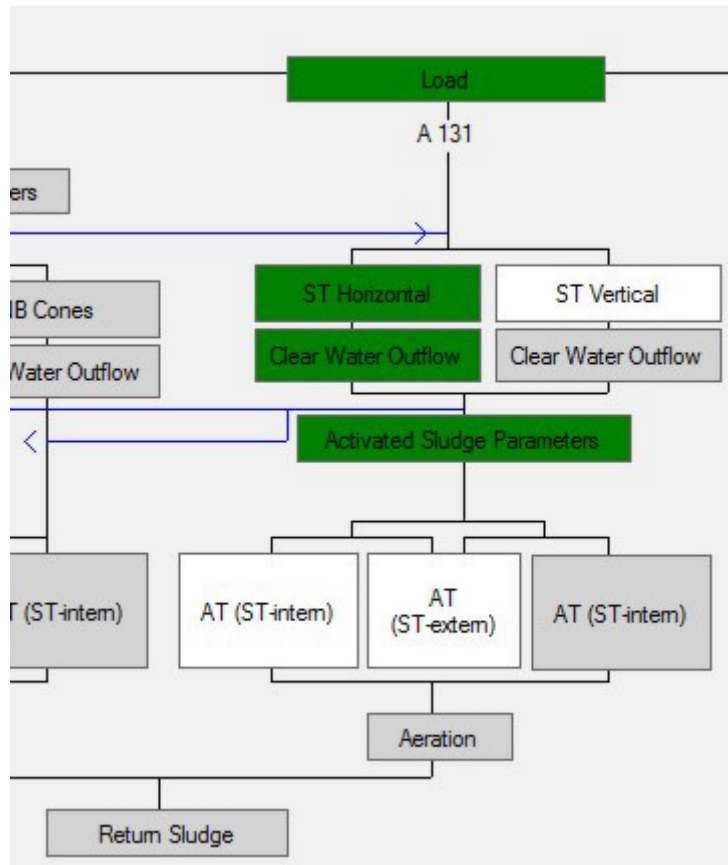 Load
A 131
ers
ST Horizontal
ST Vertical
IB Cones
Clear Water Outflow
Clear Water Outflow
Water Outflow
Activated Sludge Parameters
AT (ST-intern)
AT
(ST-extern)
AT (ST-intern)
T (ST-intern)
Aeration
Return Sludge